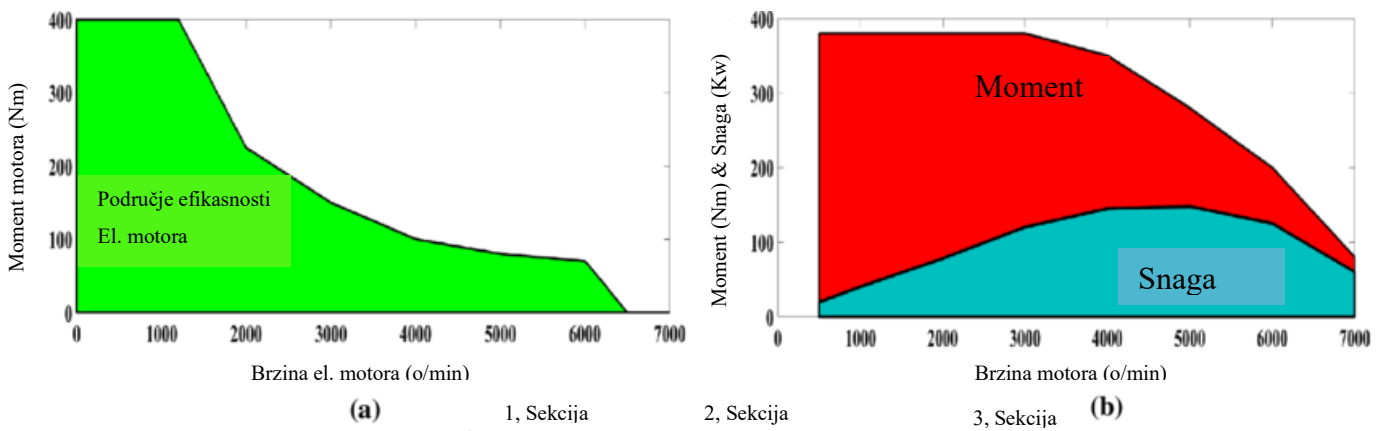 Moment motora (Nm)
400
300
200
100
0
Područje efikasnosti
El. motora
0 1000 2000 3000 4000 5000 6000 7000
Brzina el. motora (o/min)
(a)
Moment (Nm) & Snaga (Kw)
400
300
200
100
0
Moment
Snaga
1000 2000 3000 4000 5000 6000 7000
Brzina motora (o/min)
(b)
1, Sekcija 2, Sekcija 3, Sekcija